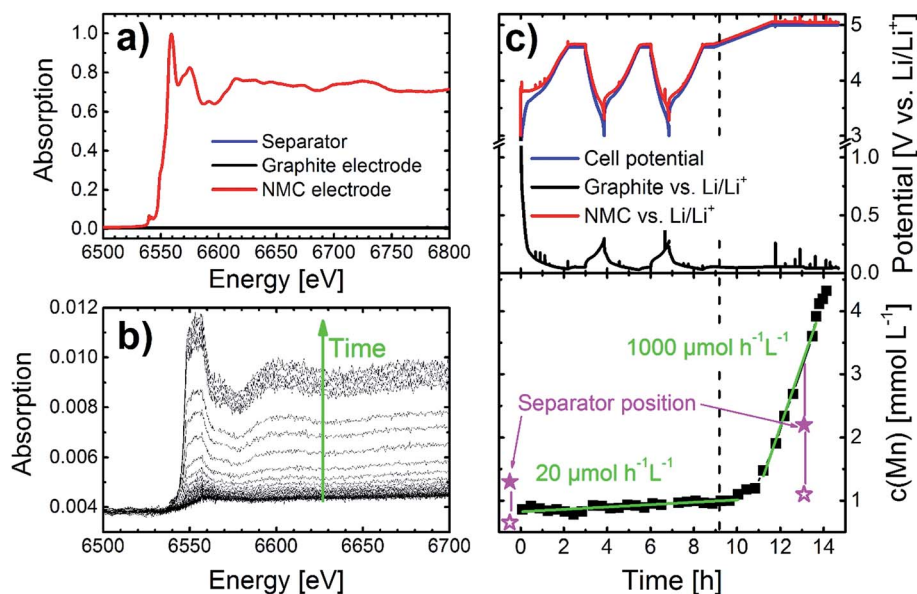 a)
Absorption
1.0
0.8
0.6
0.4
0.2
0.0
Separator
Graphite electrode
NMC electrode
6500 6550 6600 6650 6700 6750 6800
Energy [eV]
b)
Absorption
0.012
0.010
0.008
0.006
0.004
Time
6500 6550 6600 6650 6700
Energy [eV]
c)
5
4
3
1.0
0.5
0.0
Potential [V vs. Li/Li⁺]
Cell potential
Graphite vs. Li/Li⁺
NMC vs. Li/Li⁺
1000 µmol h⁻¹L⁻¹
Separator position
20 µmol h⁻¹L⁻¹
4
3
2
1
c(Mn) [mmol L⁻¹]
0 2 4 6 8 10 12 14
Time [h]